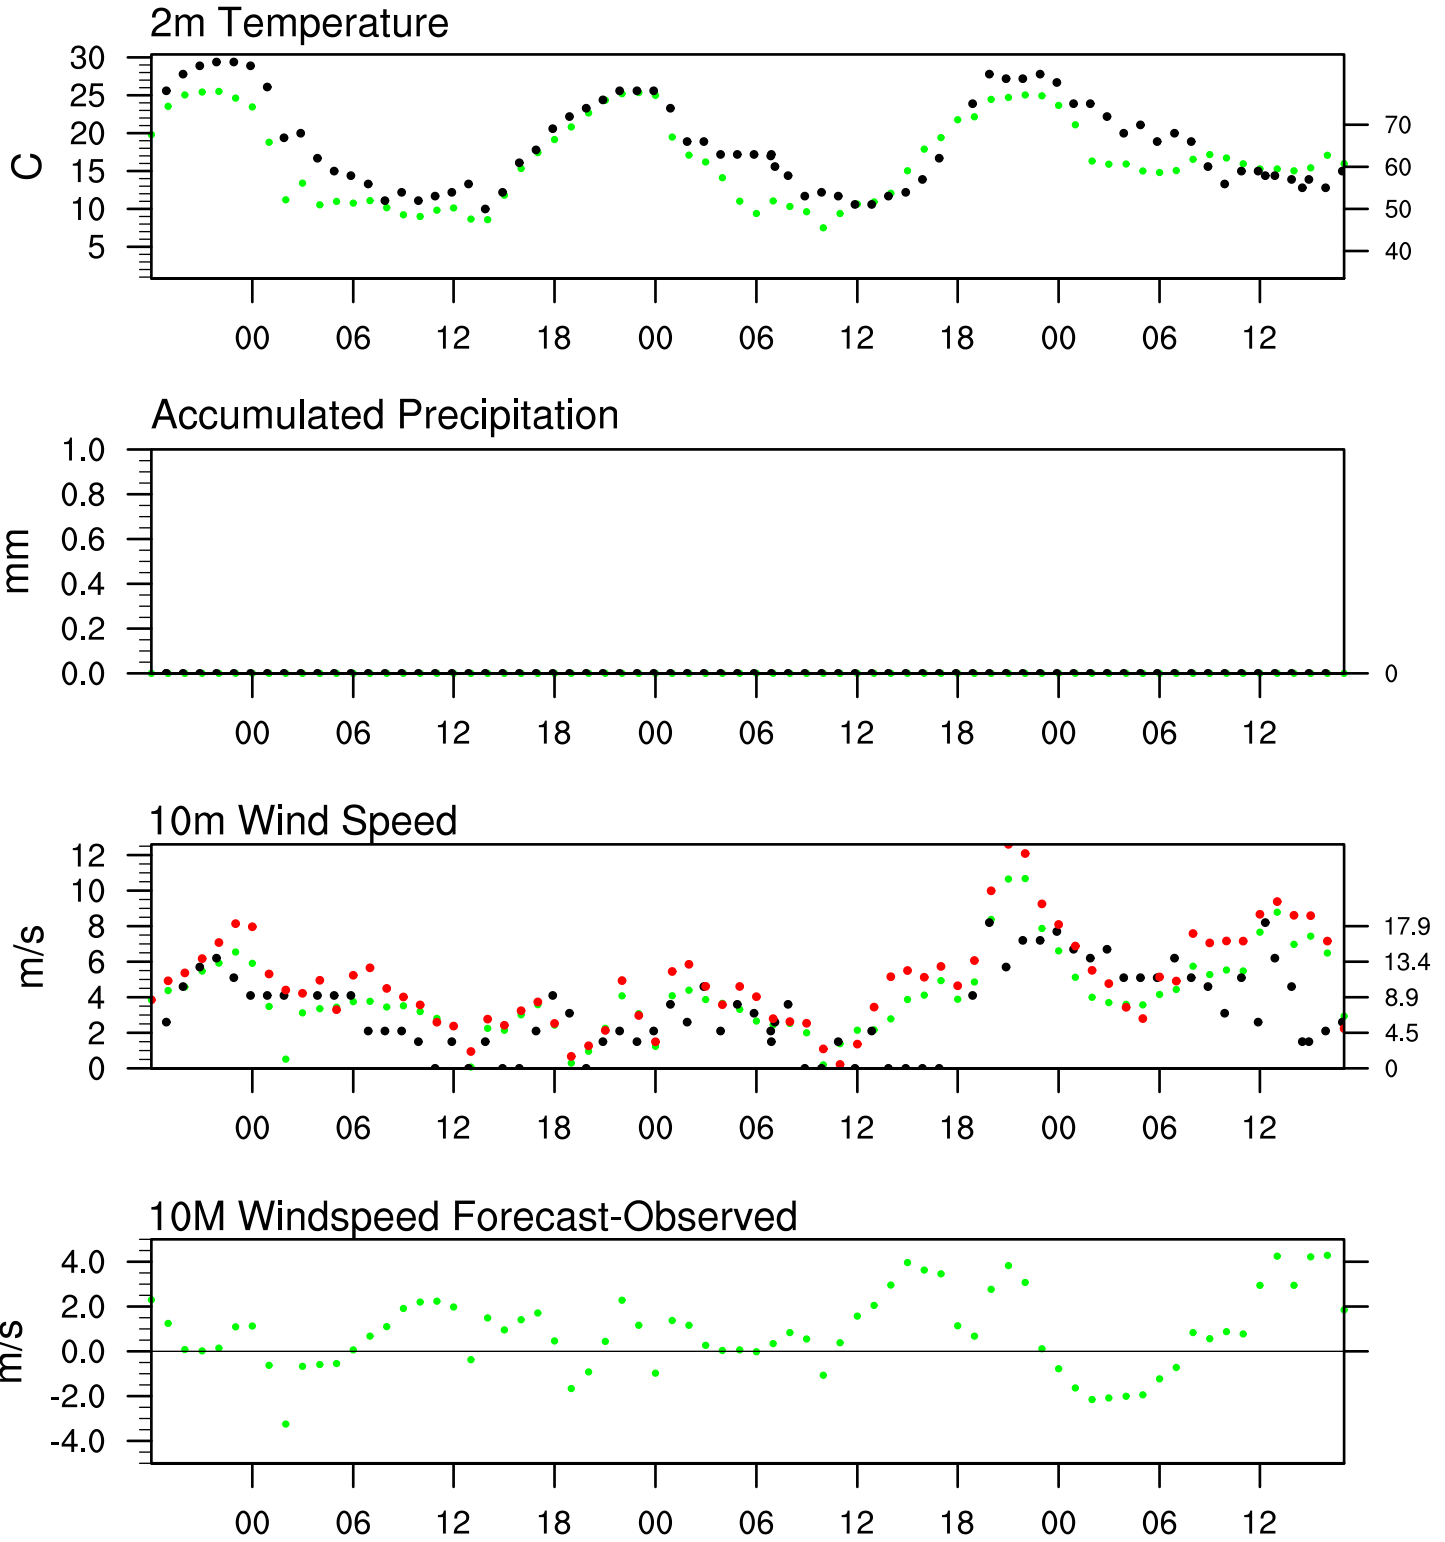 2m Temperature
30
25
20
15
10
5
C
70
60
50
40
00 06 12 18 00 06 12 18 00 06 12
Accumulated Precipitation
1.0
0.8
0.6
0.4
0.2
0.0
mm
0
00 06 12 18 00 06 12 18 00 06 12
10m Wind Speed
12
10
8
6
4
2
0
m/s
17.9
13.4
8.9
4.5
0
00 06 12 18 00 06 12 18 00 06 12
10M Windspeed Forecast-Observed
4.0
2.0
0.0
-2.0
-4.0
m/s
00 06 12 18 00 06 12 18 00 06 12